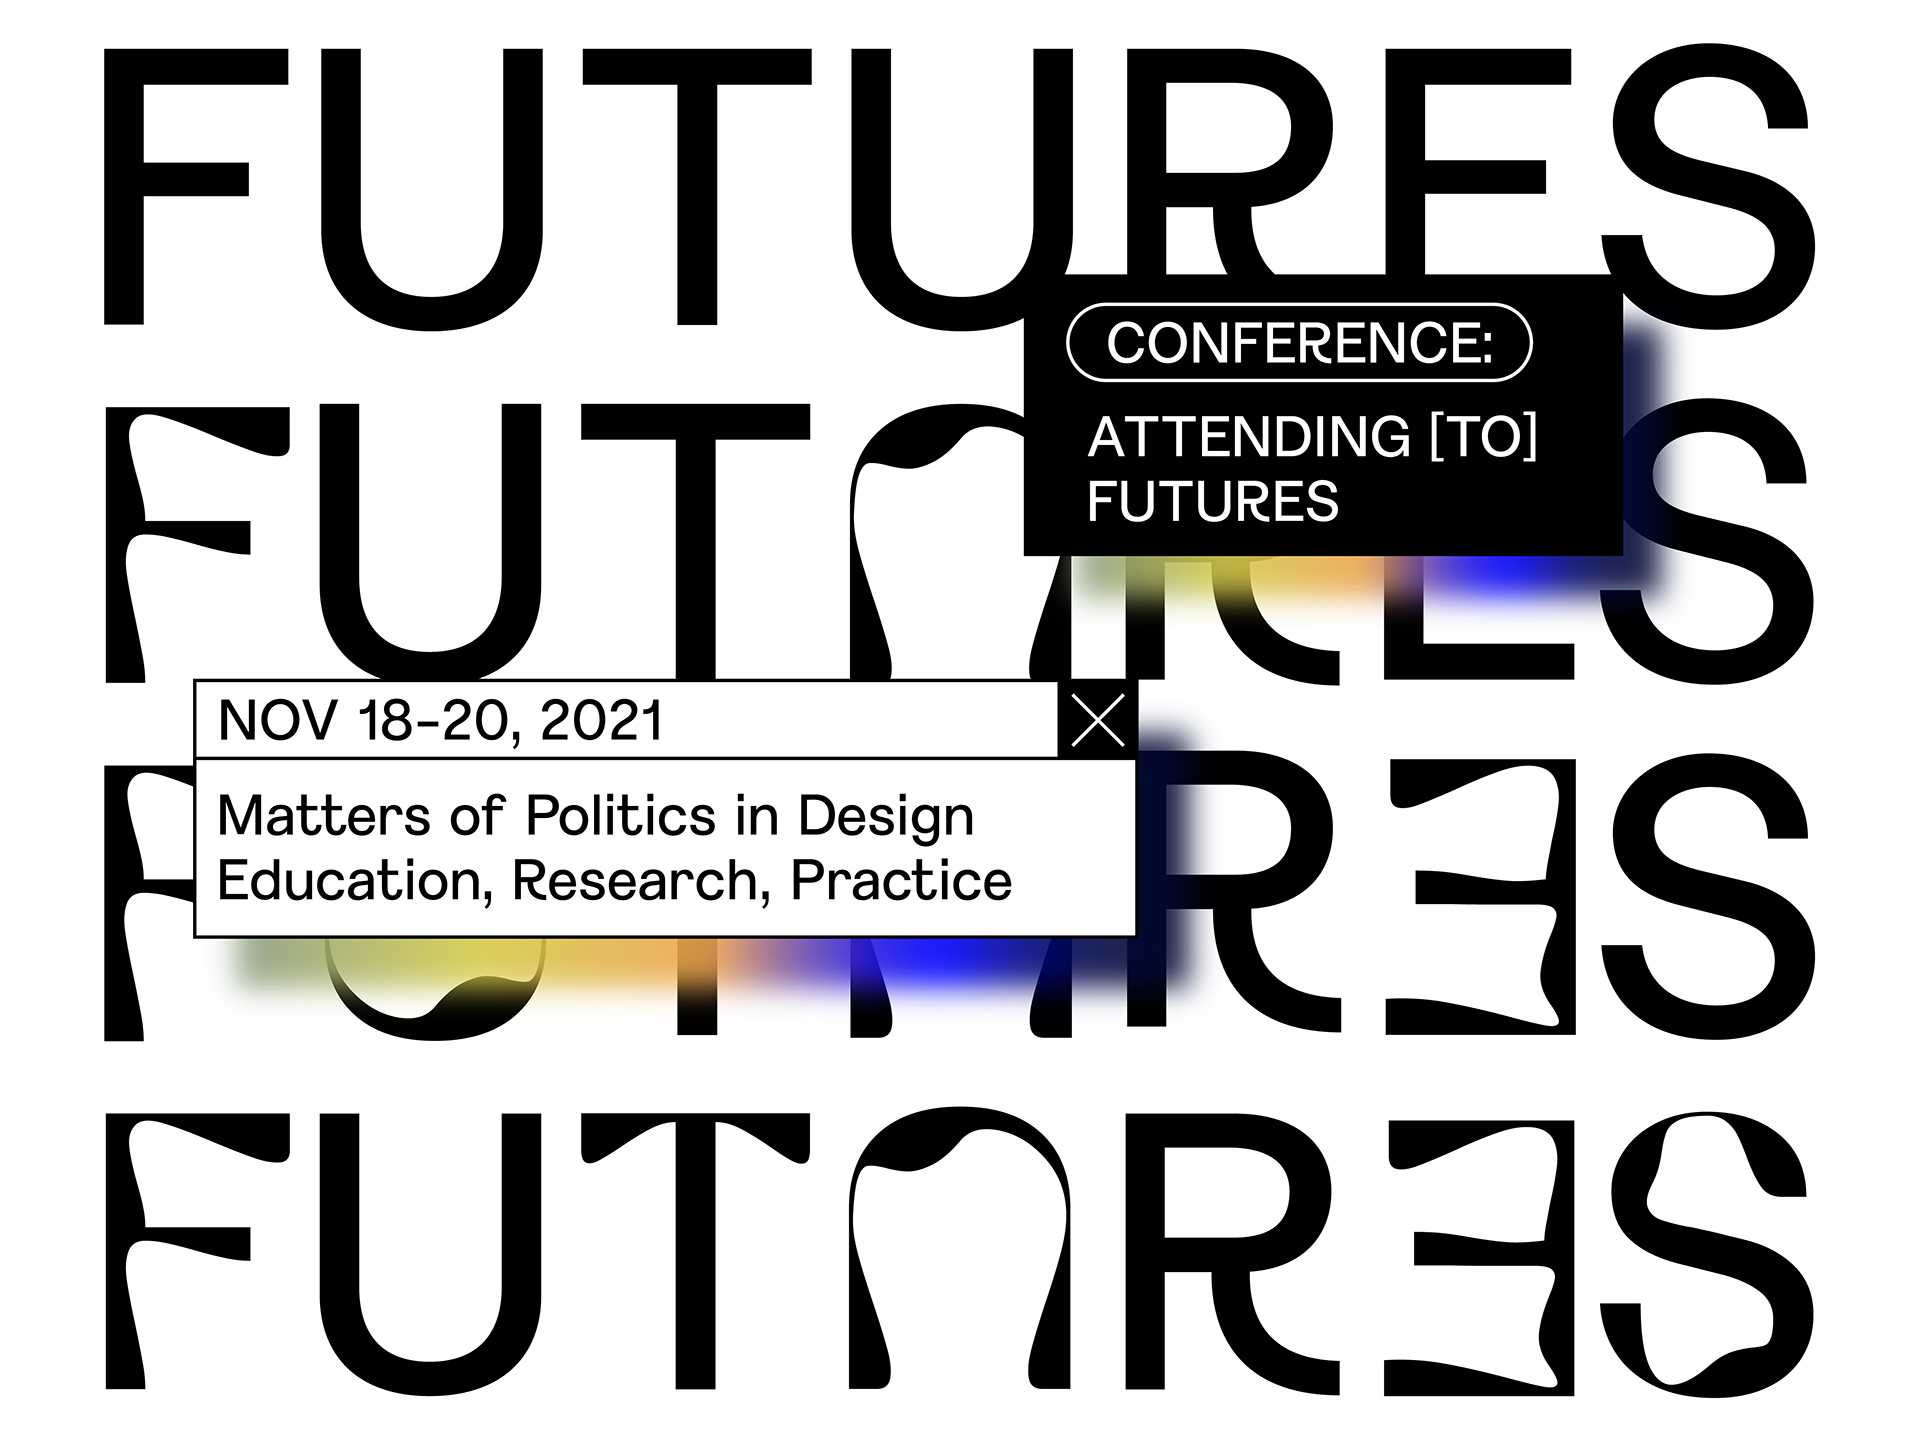 FUTURES
CONFERENCE:
ATTENDING [TO]
FUTURES
FUTURES
NOV 18–20, 2021
Matters of Politics in Design
Education, Research, Practice
FUTURES
FUTURES